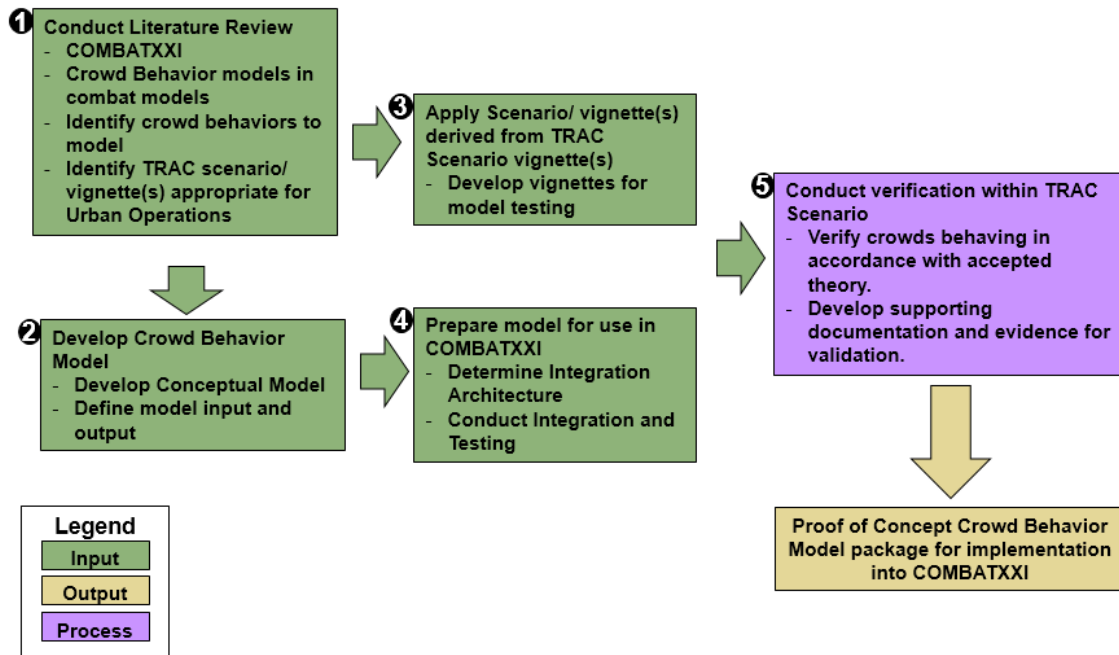 1
Conduct Literature Review
- COMBATXXI
- Crowd Behavior models in
combat models
- Identify crowd behaviors to
model
- Identify TRAC scenario/
vignette(s) appropriate for
Urban Operations
2
Develop Crowd Behavior
Model
- Develop Conceptual Model
- Define model input and
output
3
Apply Scenario/ vignette(s)
derived from TRAC
Scenario vignette(s)
- Develop vignettes for
model testing
4
Prepare model for use in
COMBATXXI
- Determine Integration
Architecture
- Conduct Integration and
Testing
5
Conduct verification within TRAC
Scenario
- Verify crowds behaving in
accordance with accepted
theory.
- Develop supporting
documentation and evidence for
validation.
Proof of Concept Crowd Behavior
Model package for implementation
into COMBATXXI
Legend
Input
Output
Process